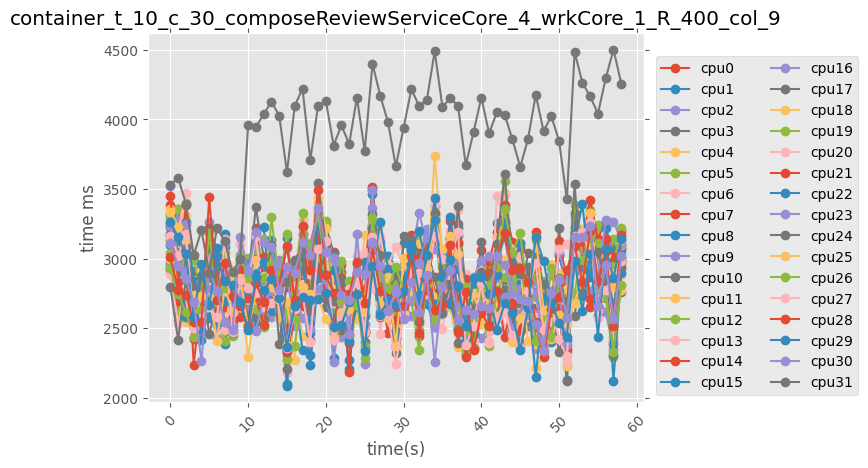 container_t_10_c_30_composeReviewServiceCore_4_wrkCore_1_R_400_col_9
time ms
4500
4000
3500
3000
2500
2000
0
10
20
30
40
50
60
time(s)
cpu0
cpu1
cpu2
cpu3
cpu4
cpu5
cpu6
cpu7
cpu8
cpu9
cpu10
cpu11
cpu12
cpu13
cpu14
cpu15
cpu16
cpu17
cpu18
cpu19
cpu20
cpu21
cpu22
cpu23
cpu24
cpu25
cpu26
cpu27
cpu28
cpu29
cpu30
cpu31